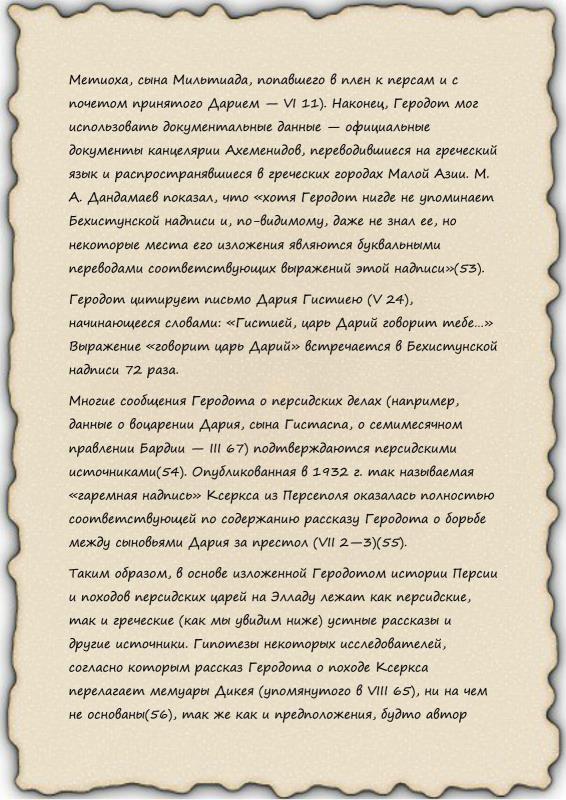 Метиоха, сына Мильтиада, попавшего в плен к персам и с
почетом принятого Дарием — VI 11). Наконец, Геродот мог
использовать документальные данные — официальные
документы канцелярии Ахеменидов, переводившиеся на греческий
язык и распространявшиеся в греческих городах Малой Азии. М.
А. Дандамаев показал, что «хотя Геродот нигде не упоминает
Бехистунской надписи и, по-видимому, даже не знал ее, но
некоторые места его изложения являются буквальными
переводами соответствующих выражений этой надписи»(53).
Геродот цитирует письмо Дария Гистиею (V 24),
начинающееся словами: «Гистией, царь Дарий говорит тебе...»
Выражение «говорит царь Дарий» встречается в Бехистунской
надписи 72 раза.
Многие сообщения Геродота о персидских делах (например,
данные о воцарении Дария, сына Гистаспа, о семимесячном
правлении Бардии — III 67) подтверждаются персидскими
источниками(54). Опубликованная в 1932 г. так называемая
«гаремная надпись» Ксеркса из Персеполя оказалась полностью
соответствующей по содержанию рассказу Геродота о борьбе
между сыновьями Дария за престол (VII 2—3)(55).
Таким образом, в основе изложенной Геродотом истории Персии
и походов персидских царей на Элладу лежат как персидские,
так и греческие (как мы увидим ниже) устные рассказы и
другие источники. Гипотезы некоторых исследователей,
согласно которым рассказ Геродота о походе Ксеркса
перелагает мемуары Дикея (упомянутого в VIII 65), ни на чем
не основаны(56), так же как и предположения, будто автор